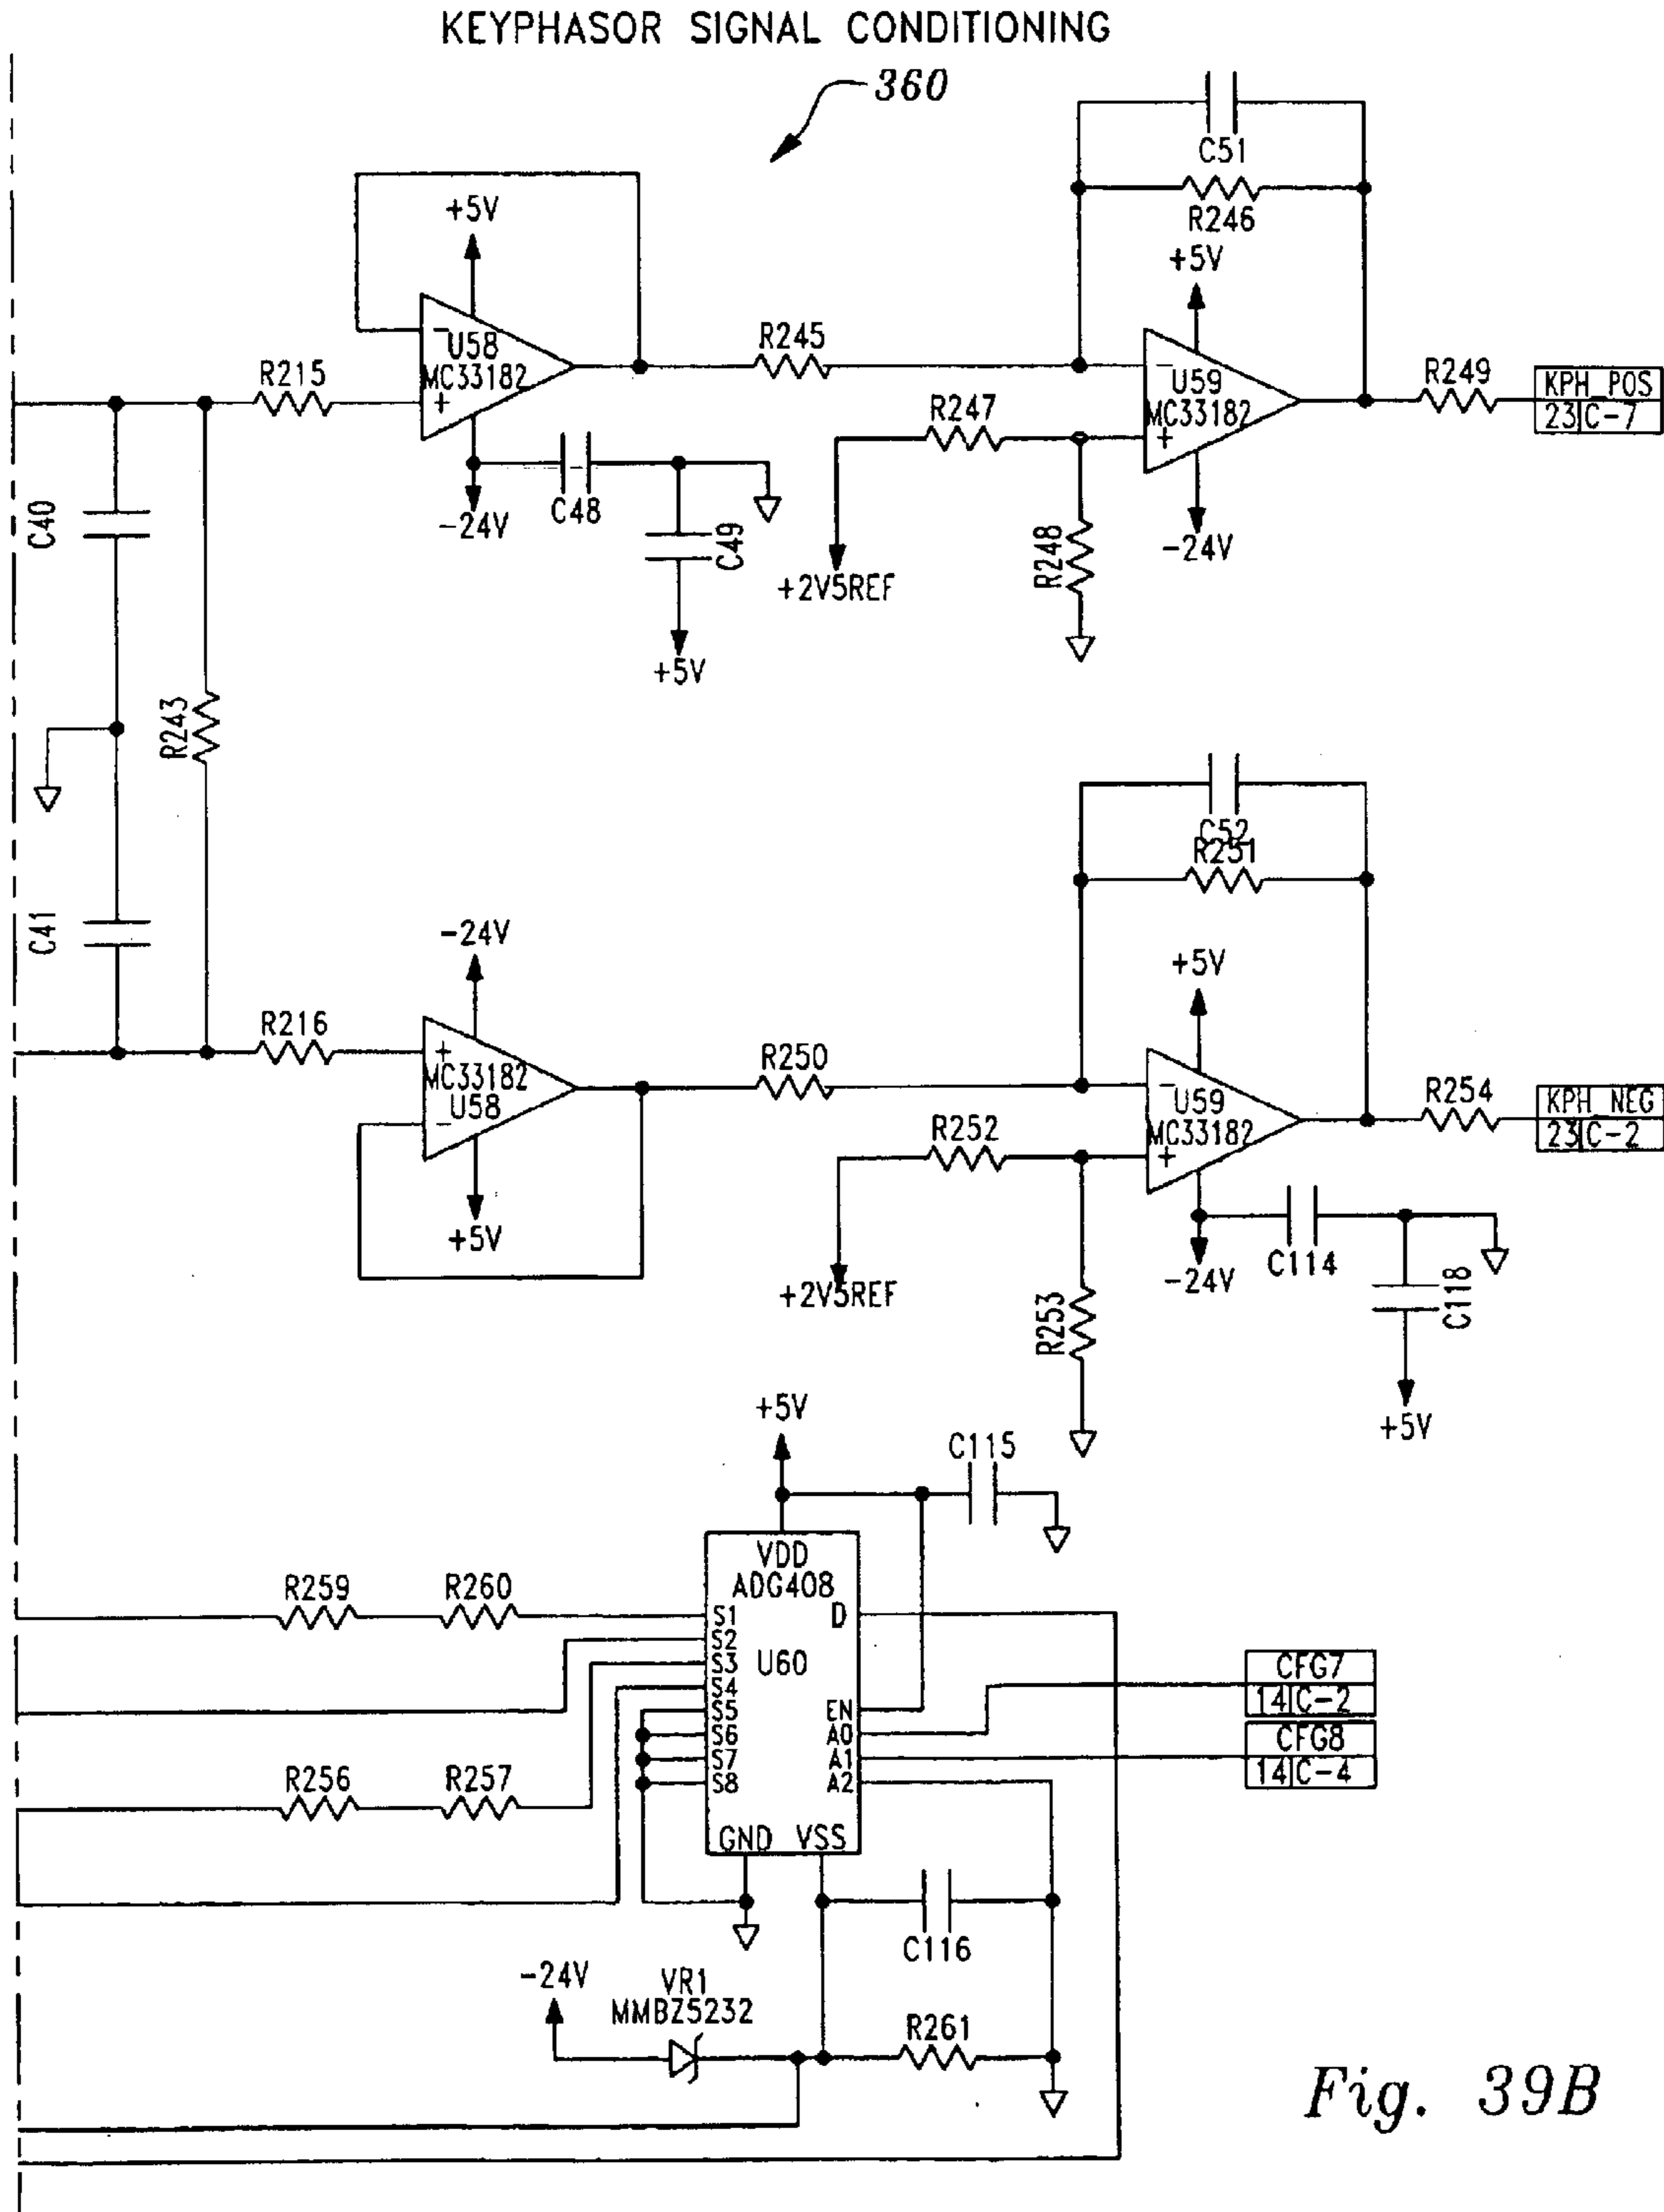 KEYPHASOR SIGNAL CONDITIONING
360
C51
R246
+5V
+5V
R245
R215
-
U58
MC33182
+
-
U59
MC33182
+
R249
KPH_POS
23 C-7
R247
C40
-24V
C48
C49
+2V5REF
R248
-24V
+5V
R243
C52
R251
C41
-24V
+5V
R216
+
MC33182
U58
-
R250
-
U59
MC33182
+
R254
KPH_NEG
23 C-2
R252
+5V
+2V5REF
R253
-24V
C114
C118
+5V
+5V
C115
VDD
ADG408
R259
R260
S1
D
S2
S3
U60
S4
S5
EN
S6
A0
S7
A1
S8
A2
CFG7
14 C-2
CFG8
14 C-4
R256
R257
GND VSS
C116
-24V
VR1
MMBZ5232
R261
Fig. 39B